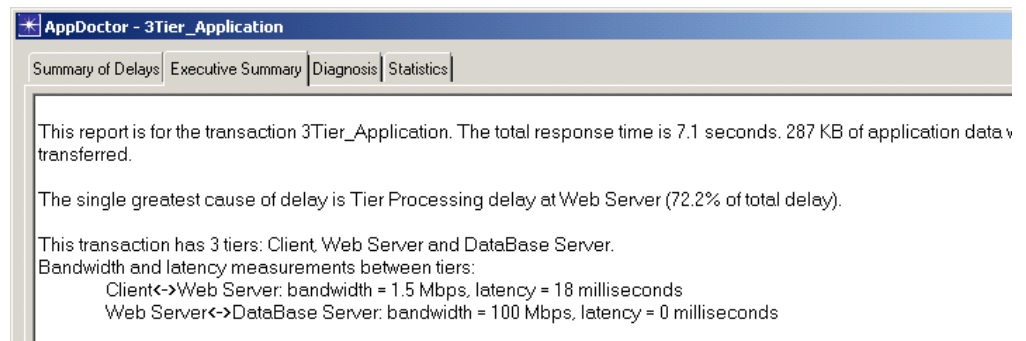 AppDoctor - 3Tier_Application
Summary of Delays Executive Summary Diagnosis Statistics
This report is for the transaction 3Tier_Application. The total response time is 7.1 seconds. 287 KB of application data
transferred.
The single greatest cause of delay is Tier Processing delay at Web Server (72.2% of total delay).
This transaction has 3 tiers: Client, Web Server and DataBase Server.
Bandwidth and latency measurements between tiers:
Client<->Web Server: bandwidth = 1.5 Mbps, latency = 18 milliseconds
Web Server<->DataBase Server: bandwidth = 100 Mbps, latency = 0 milliseconds